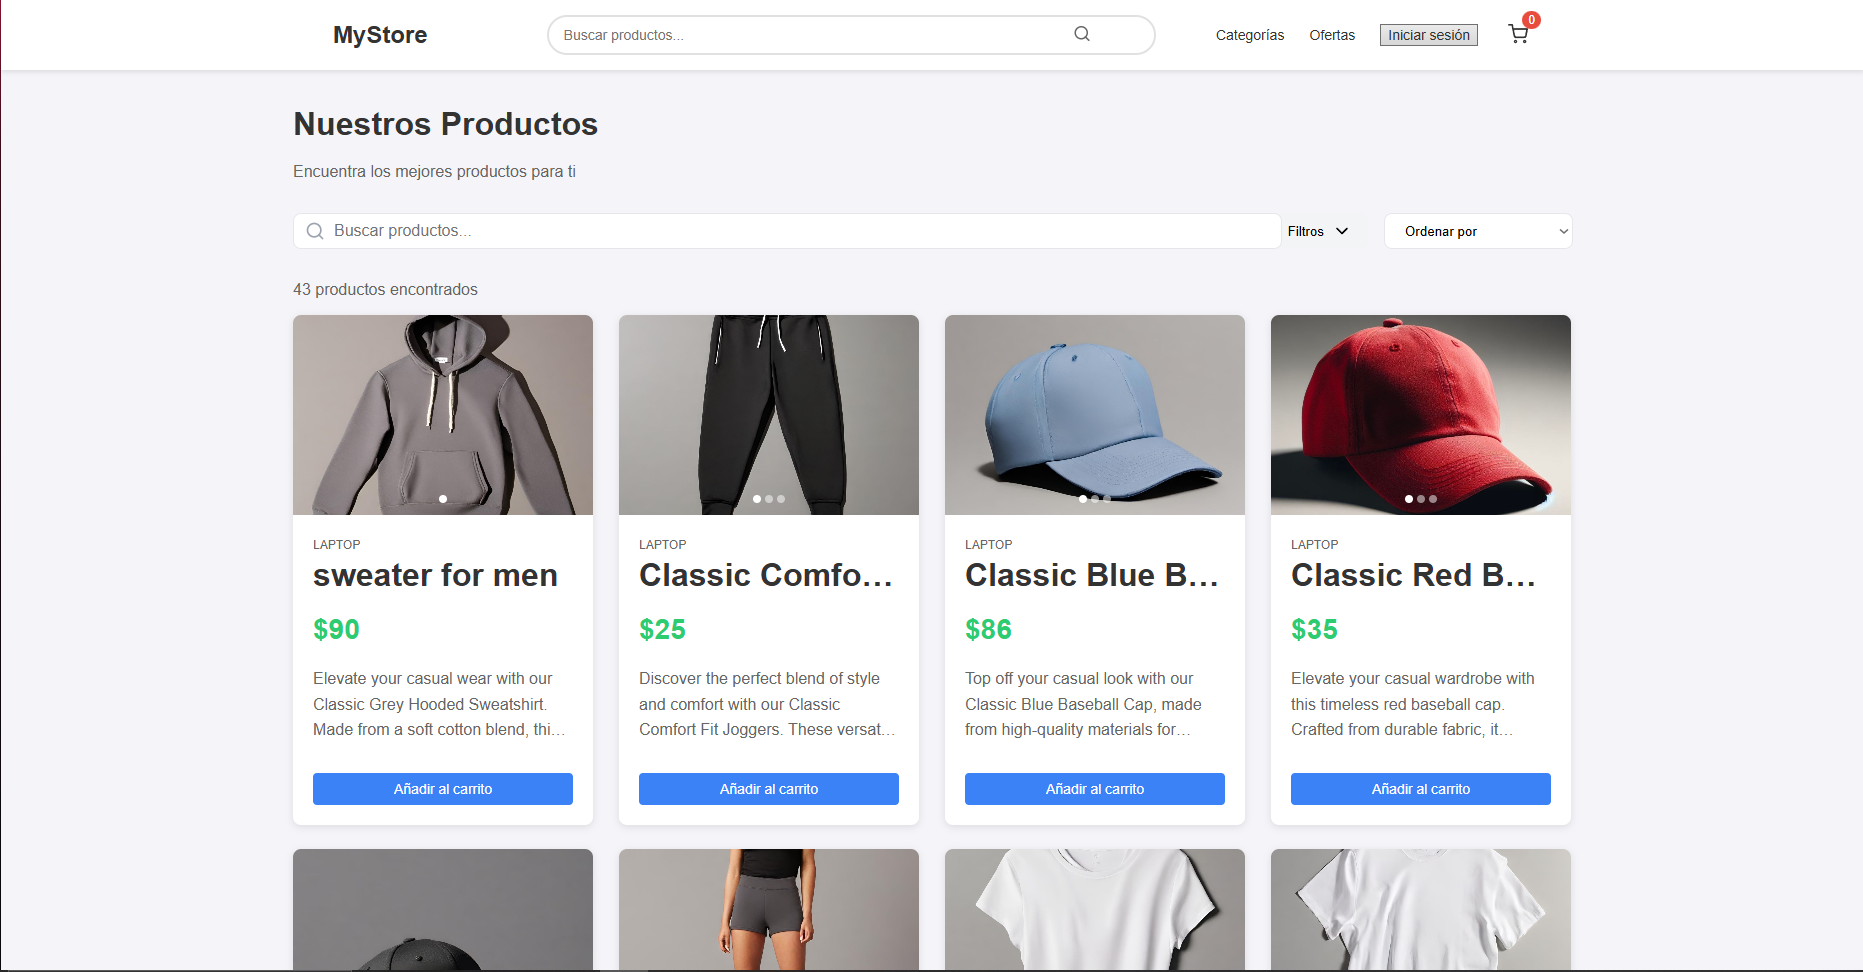 MyStore
Buscar productos...
Categorías
Ofertas
Iniciar sesión
0
Nuestros Productos
Encuentra los mejores productos para ti
Buscar productos...
Filtros
Ordenar por
43 productos encontrados
LAPTOP
sweater for men
$90
Elevate your casual wear with our
Classic Grey Hooded Sweatshirt.
Made from a soft cotton blend, thi...
Añadir al carrito
LAPTOP
Classic Comfo...
$25
Discover the perfect blend of style
and comfort with our Classic
Comfort Fit Joggers. These versat...
Añadir al carrito
LAPTOP
Classic Blue B...
$86
Top off your casual look with our
Classic Blue Baseball Cap, made
from high-quality materials for...
Añadir al carrito
LAPTOP
Classic Red B...
$35
Elevate your casual wardrobe with
this timeless red baseball cap.
Crafted from durable fabric, it...
Añadir al carrito